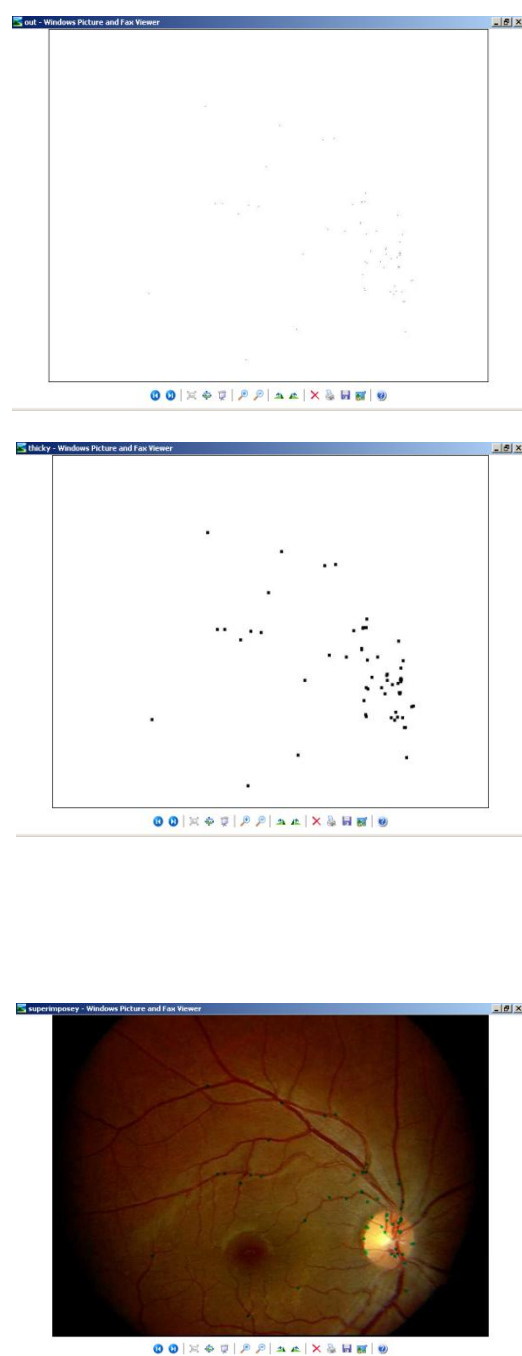 out - Windows Picture and Fax Viewer
thicky - Windows Picture and Fax Viewer
superimposey - Windows Picture and Fax Viewer